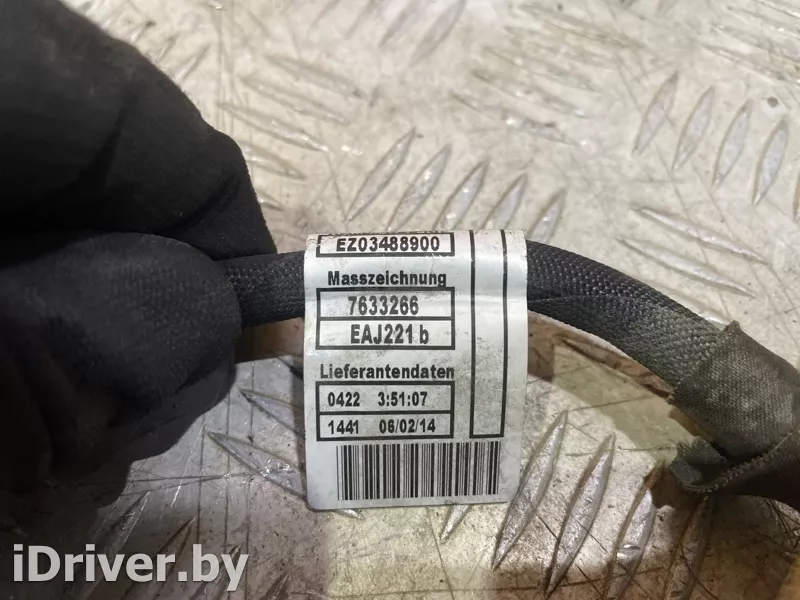 EZ03488900
Masszeichnung
7633266
EAJ221 b
Lieferantendaten
0422 3:51:07
1441 06/02/14
iDriver.by